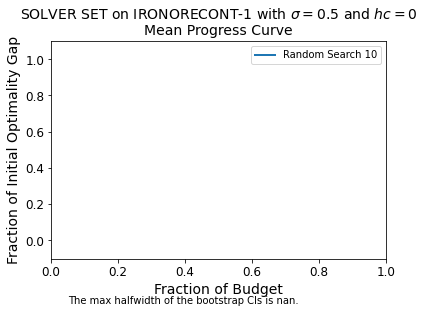 SOLVER SET on IRONORECONT-1 with σ = 0.5 and hc = 0
Mean Progress Curve
Random Search 10
Fraction of Initial Optimality Gap
1.0
0.8
0.6
0.4
0.2
0.0
0.0 0.2 0.4 0.6 0.8 1.0
Fraction of Budget
The max halfwidth of the bootstrap CIs is nan.